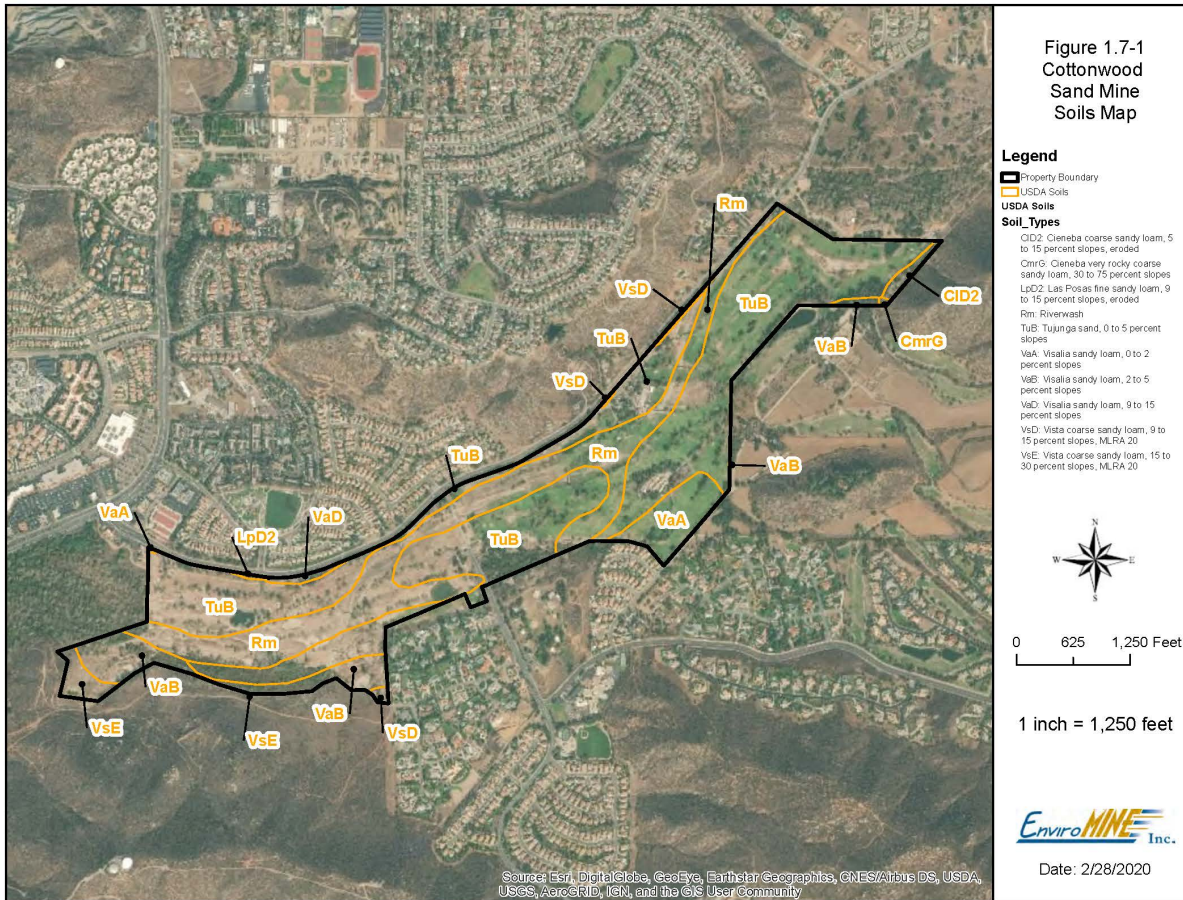 Figure 1.7-1
Cottonwood
Sand Mine
Soils Map
Legend
Property Boundary
USDA Soils
USDA Soils
Soil_Types
CID2: Cieneba coarse sandy loam, 5
to 15 percent slopes, eroded
CmrG: Cieneba very rocky coarse
sandy loam, 30 to 75 percent slopes
LpD2: Las Posas fine sandy loam, 9
to 15 percent slopes, eroded
Rm: Riverwash
TuB: Tujunga sand, 0 to 5 percent
slopes
VaA: Visalia sandy loam, 0 to 2
percent slopes
VaB: Visalia sandy loam, 2 to 5
percent slopes
VaD: Visalia sandy loam, 9 to 15
percent slopes
VsD: Vista coarse sandy loam, 9 to
15 percent slopes, MLRA 20
VsE: Vista coarse sandy loam, 15 to
30 percent slopes, MLRA 20
N
W E
S
0 625 1,250 Feet
1 inch = 1,250 feet
EnviroMINE Inc.
Date: 2/28/2020
Rm
VsD
TuB
CID2
TuB
VaB
CmrG
VsD
Rm
TuB
VaB
VaA
VaA
LpD2
VaD
TuB
TuB
Rm
VaB
VsE
VaB
VsE
VsD
Source: Esri, DigitalGlobe, GeoEye, Earthstar Geographics, CNES/Airbus DS, USDA,
USGS, AeroGRID, IGN, and the GIS User Community